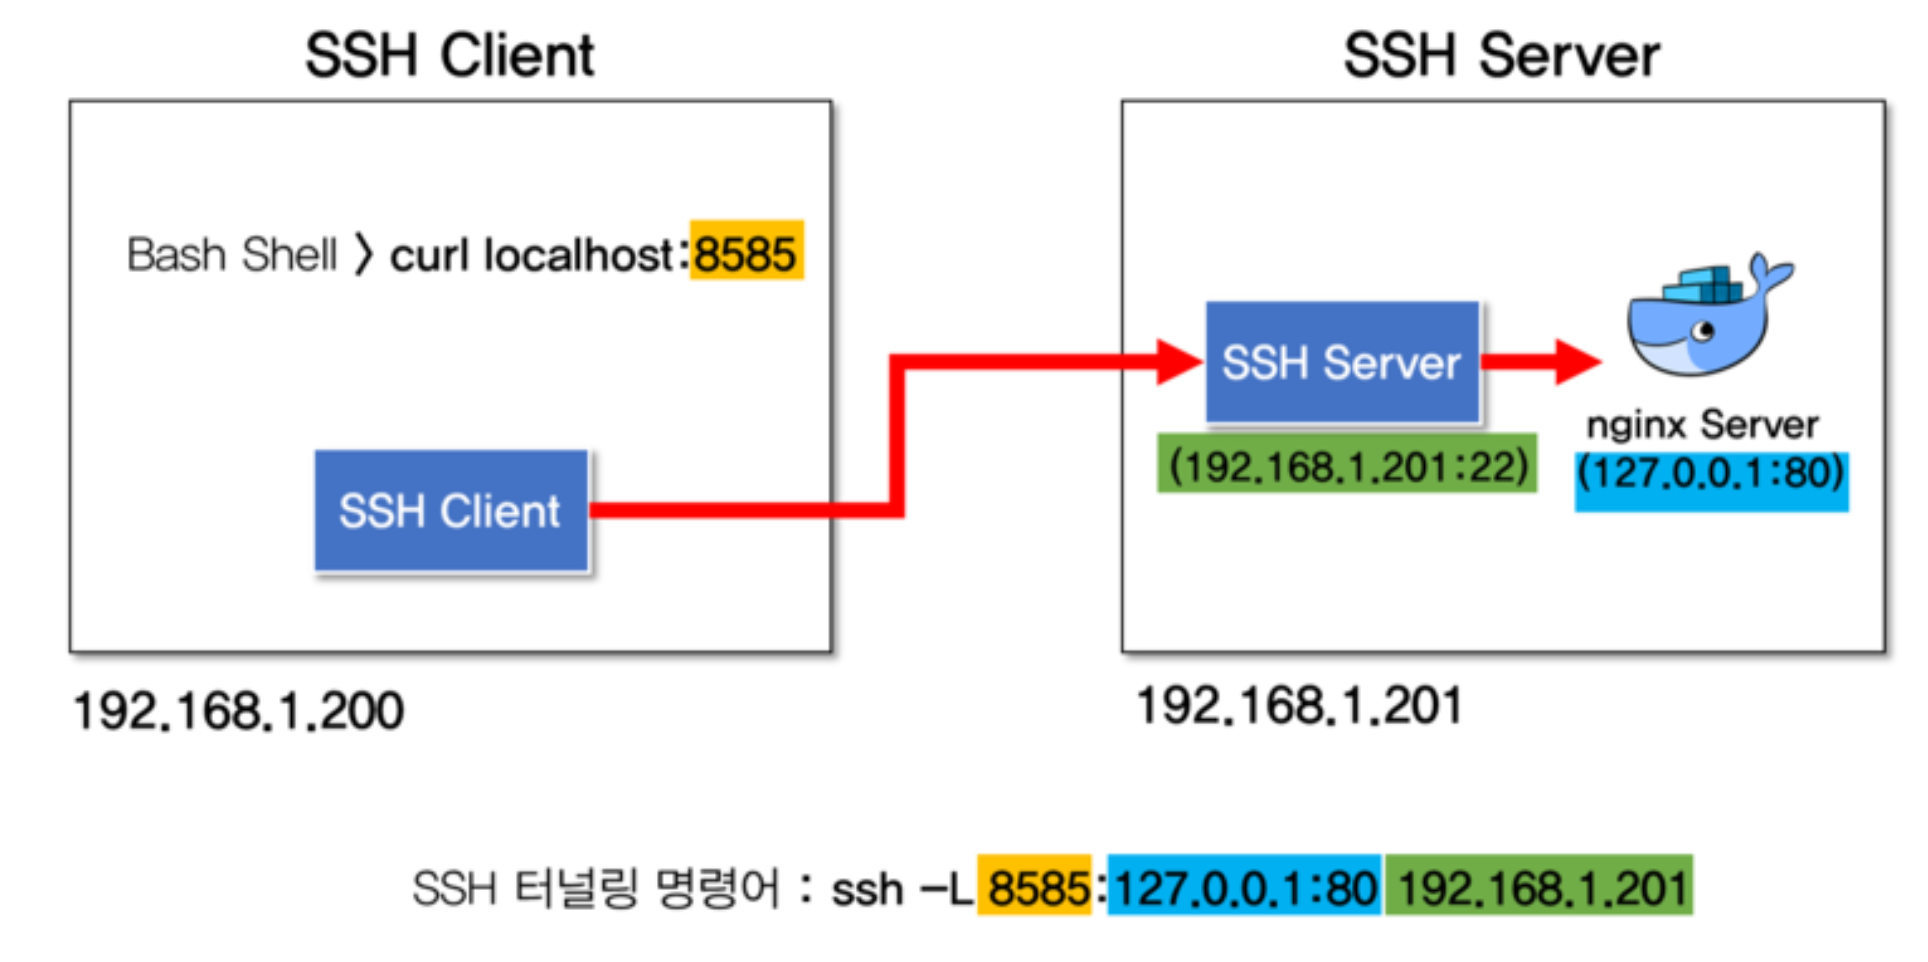 SSH Client
SSH Server
Bash Shell > curl localhost:8585
SSH Client
SSH Server
(192.168.1.201:22)
nginx Server
(127.0.0.1:80)
192.168.1.200
192.168.1.201
SSH 터널링 명령어 : ssh -L 8585:127.0.0.1:80 192.168.1.201